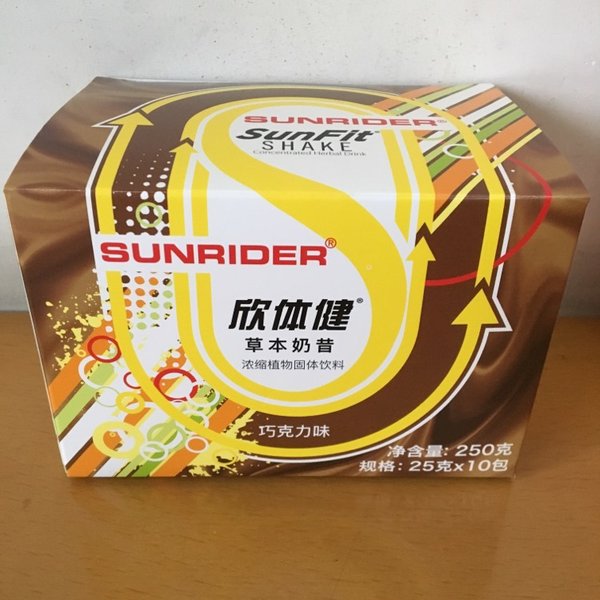 SUNRIDER®
SunFit™
SHAKE
Concentrated Herbal Drink
SUNRIDER®
欣体健®
草本奶昔
浓缩植物固体饮料
巧克力味
净含量: 250克
规格: 25克x10包